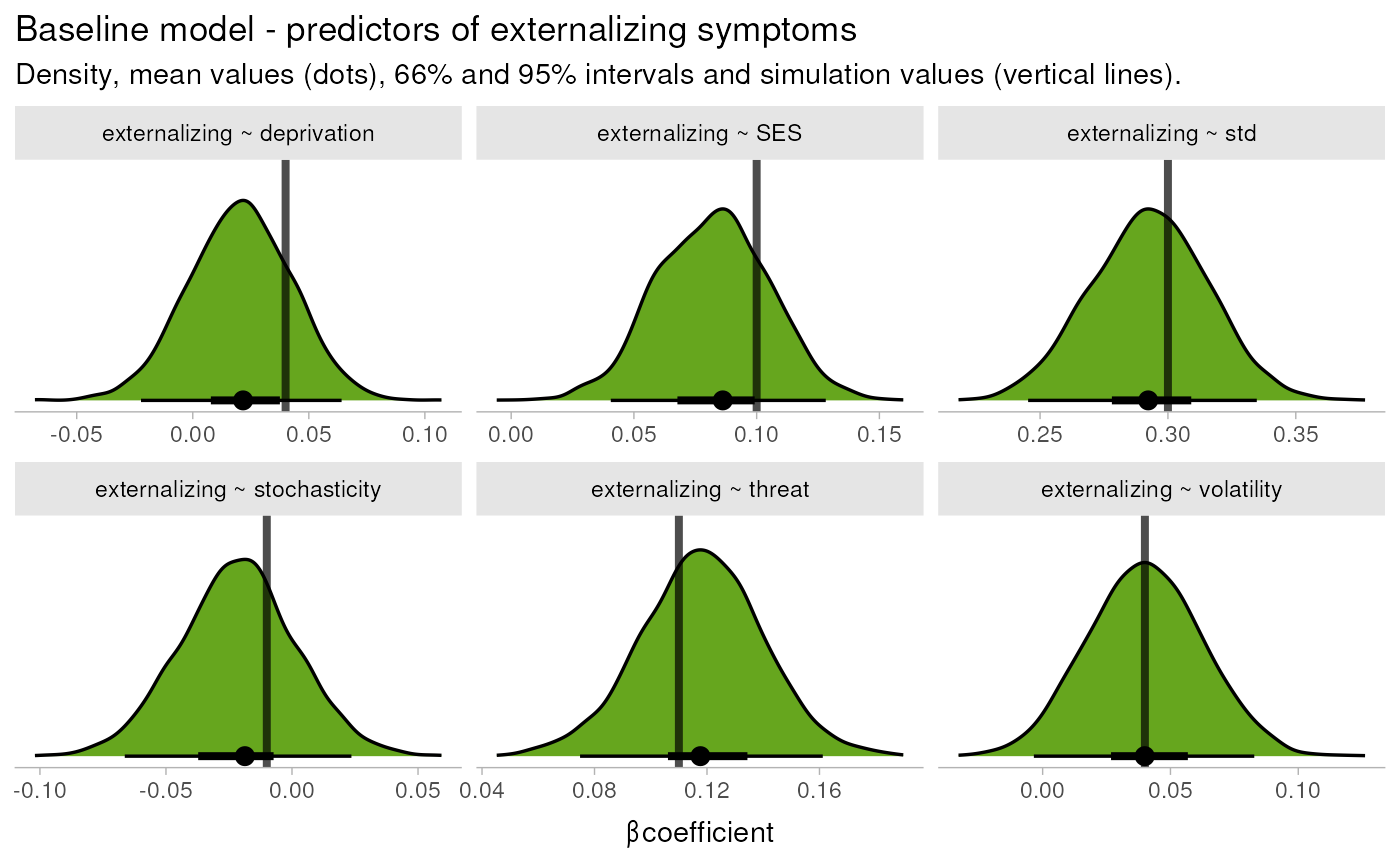 Baseline model - predictors of externalizing symptoms
Density, mean values (dots), 66% and 95% intervals and simulation values (vertical lines).
externalizing ~ deprivation
externalizing ~ SES
externalizing ~ std
-0.05 0.00 0.05 0.10
0.00 0.05 0.10 0.15
0.25 0.30 0.35
externalizing ~ stochasticity
externalizing ~ threat
externalizing ~ volatility
-0.10 -0.05 0.00 0.05
0.04 0.08 0.12 0.16
0.00 0.05 0.10
βcoefficient